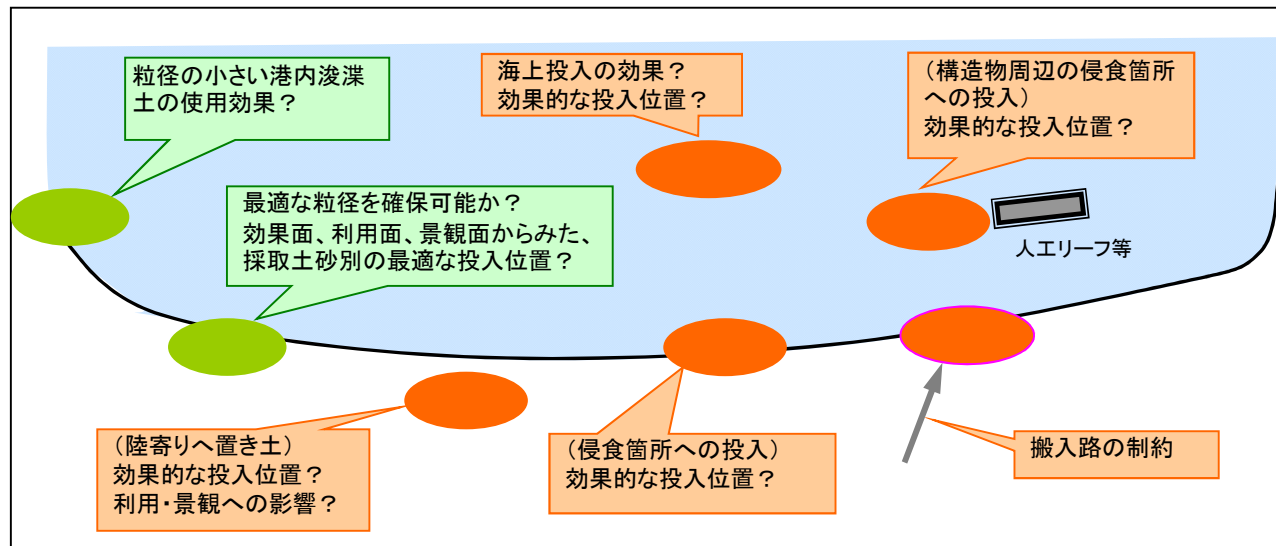 粒径の小さい港内浚渫
土の使用効果？
海上投入の効果？
効果的な投入位置？
(構造物周辺の侵食箇所
への投入)
効果的な投入位置？
最適な粒径を確保可能か？
効果面、利用面、景観面からみた、
採取土砂別の最適な投入位置？
人工リーフ等
(陸寄りへ置き土)
効果的な投入位置？
利用・景観への影響？
(侵食箇所への投入)
効果的な投入位置？
搬入路の制約